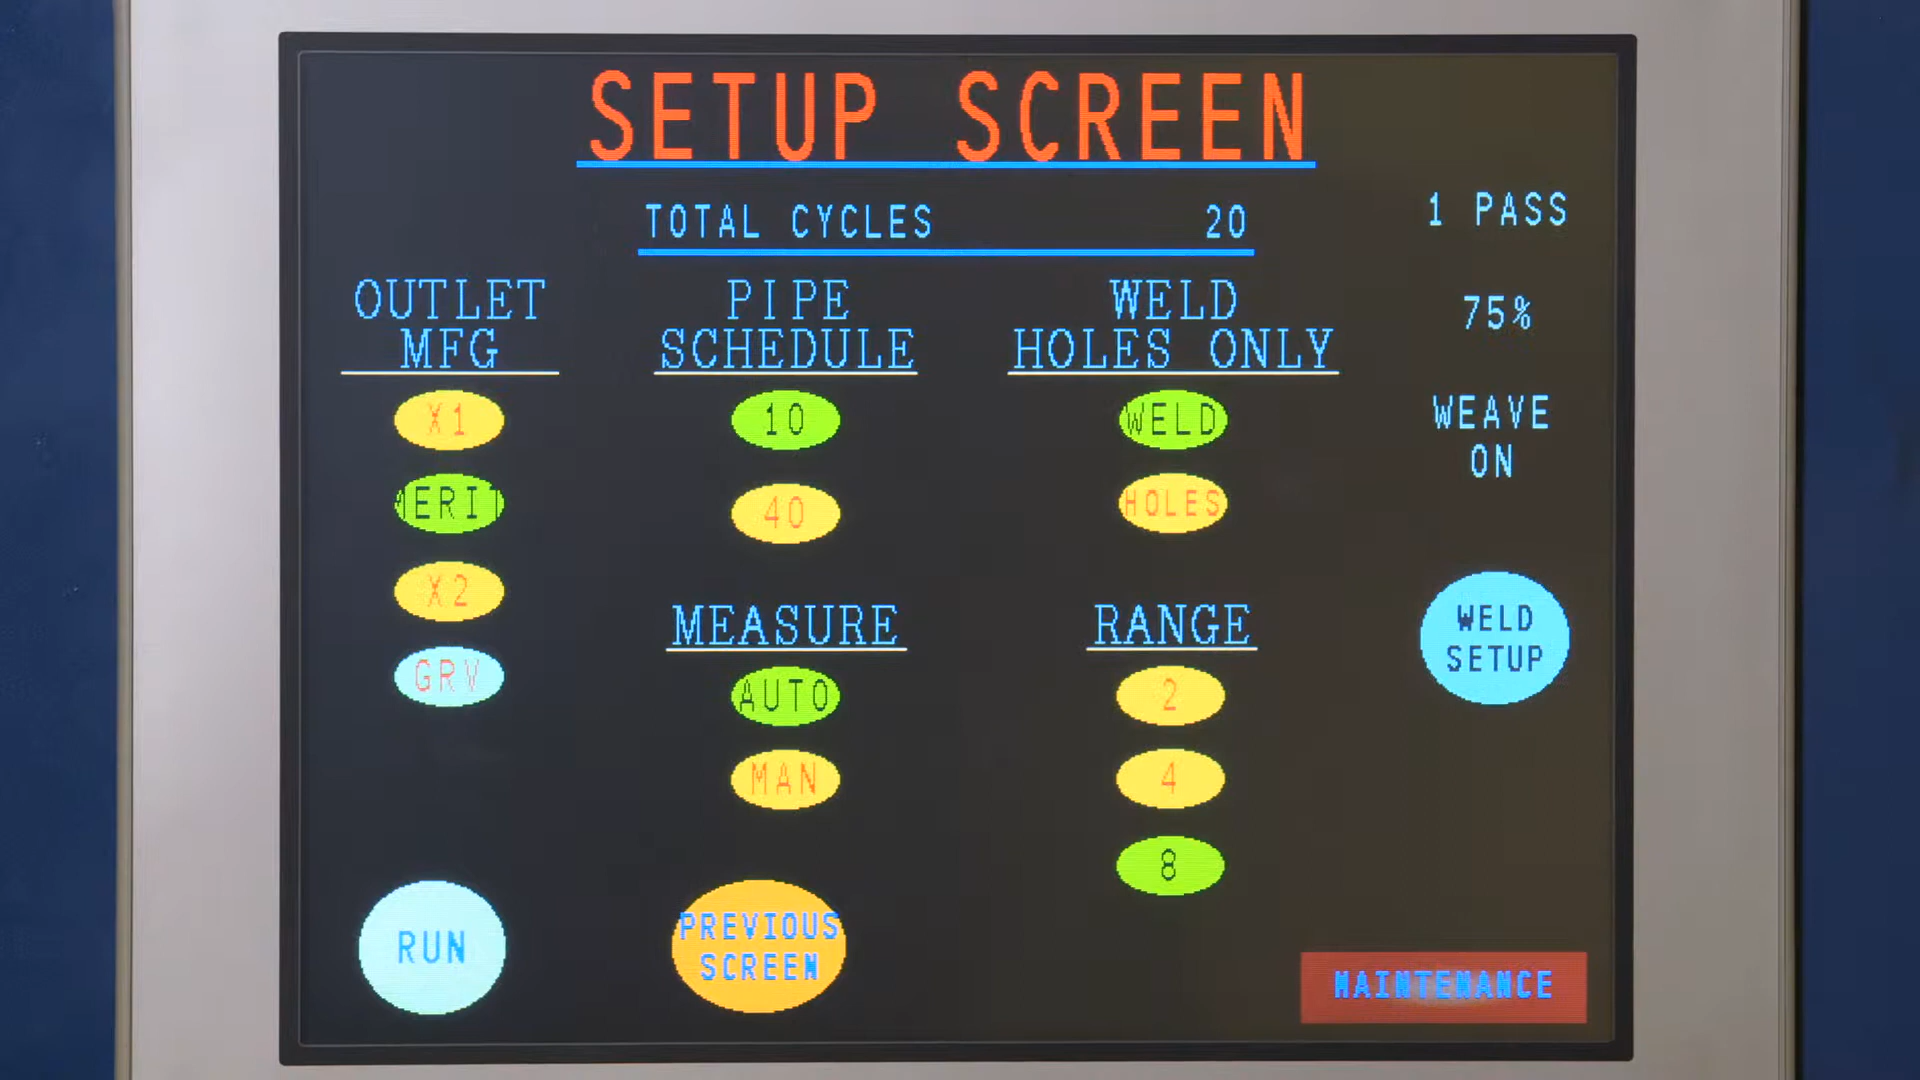 SETUP SCREEN
TOTAL CYCLES 20
1 PASS
75%
WEAVE
ON
OUTLET
MFG
X1
MERIT
X2
GRV
PIPE
SCHEDULE
10
40
WELD
HOLES ONLY
WELD
HOLES
MEASURE
AUTO
MAN
RANGE
2
4
8
WELD
SETUP
RUN
PREVIOUS
SCREEN
MAINTENANCE